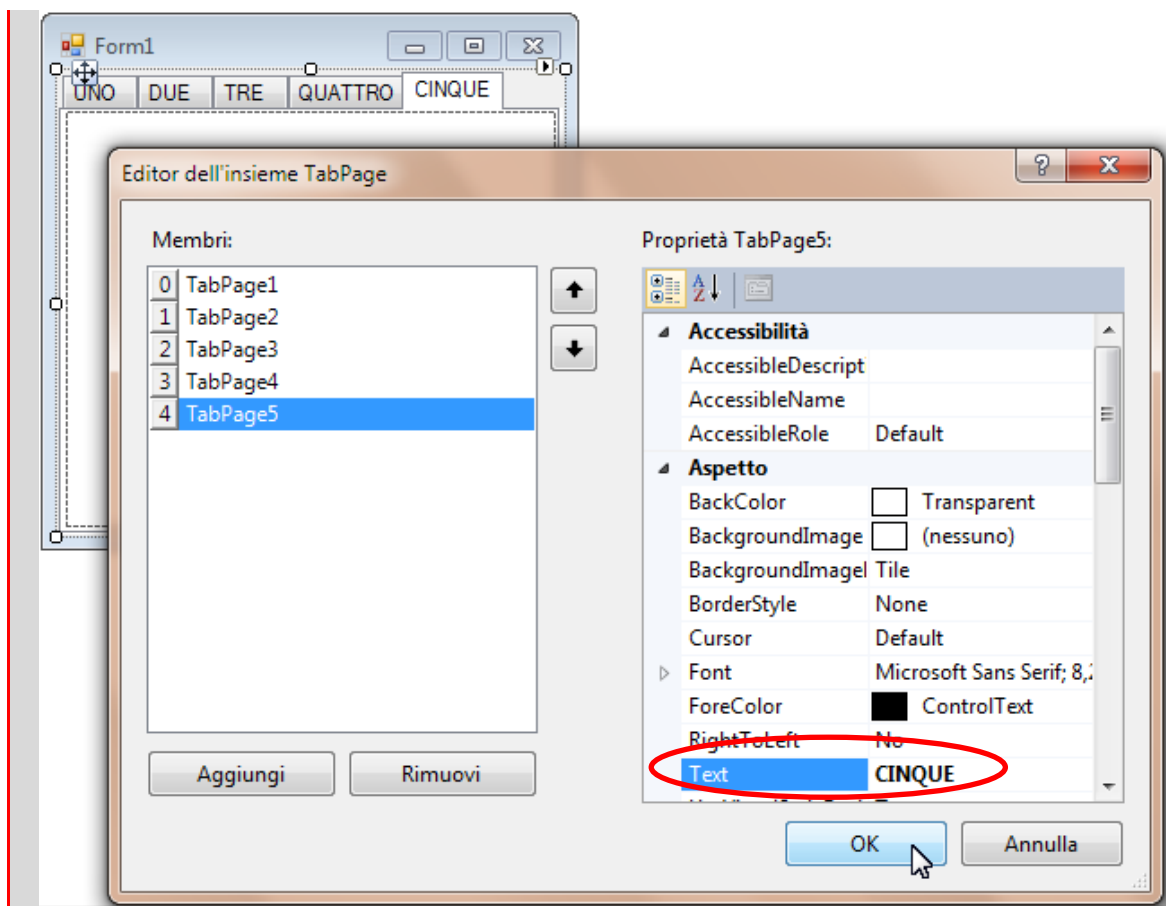 Form1
UNO DUE TRE QUATTRO CINQUE
Editor dell'insieme TabPage
Membri:
0 TabPage1
1 TabPage2
2 TabPage3
3 TabPage4
4 TabPage5
Aggiungi Rimuovi
Proprietà TabPage5:
Accessibilità
AccessibleDescript
AccessibleName
AccessibleRole Default
Aspetto
BackColor Transparent
BackgroundImage (nessuno)
BackgroundImagel Tile
BorderStyle None
Cursor Default
Font Microsoft Sans Serif; 8,2
ForeColor ControlText
RightToLeft No
Text CINQUE
OK Annulla